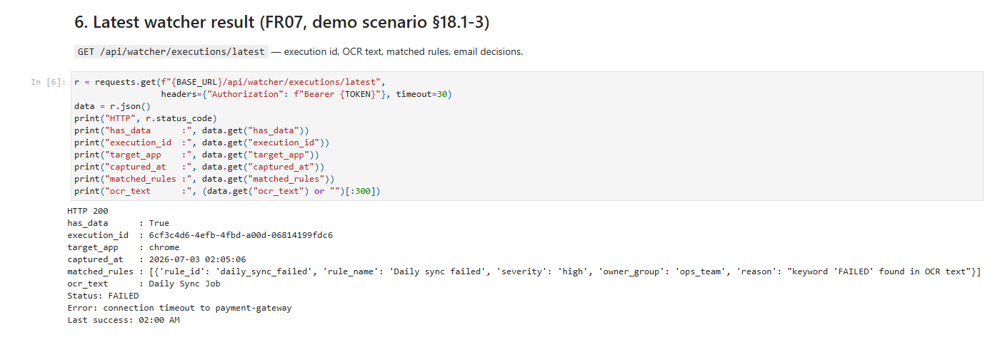 6. Latest watcher result (FR07, demo scenario §18.1-3)
GET /api/watcher/executions/latest — execution id, OCR text, matched rules, email decisions.
In [6]: r = requests.get(f"{BASE_URL}/api/watcher/executions/latest",
                 headers={"Authorization": f"Bearer {TOKEN}"}, timeout=30)
data = r.json()
print("HTTP", r.status_code)
print("has_data      :", data.get("has_data"))
print("execution_id  :", data.get("execution_id"))
print("target_app    :", data.get("target_app"))
print("captured_at   :", data.get("captured_at"))
print("matched_rules :", data.get("matched_rules"))
print("ocr_text      :", (data.get("ocr_text") or "")[:300])
HTTP 200
has_data      : True
execution_id  : 6cf3c4d6-4efb-4fbd-a00d-06814199fdc6
target_app    : chrome
captured_at   : 2026-07-03 02:05:06
matched_rules : [{'rule_id': 'daily_sync_failed', 'rule_name': 'Daily sync failed', 'severity': 'high', 'owner_group': 'ops_team', 'reason': "keyword 'FAILED' found in OCR text"}]
ocr_text      : Daily Sync Job
Status: FAILED
Error: connection timeout to payment-gateway
Last success: 02:00 AM